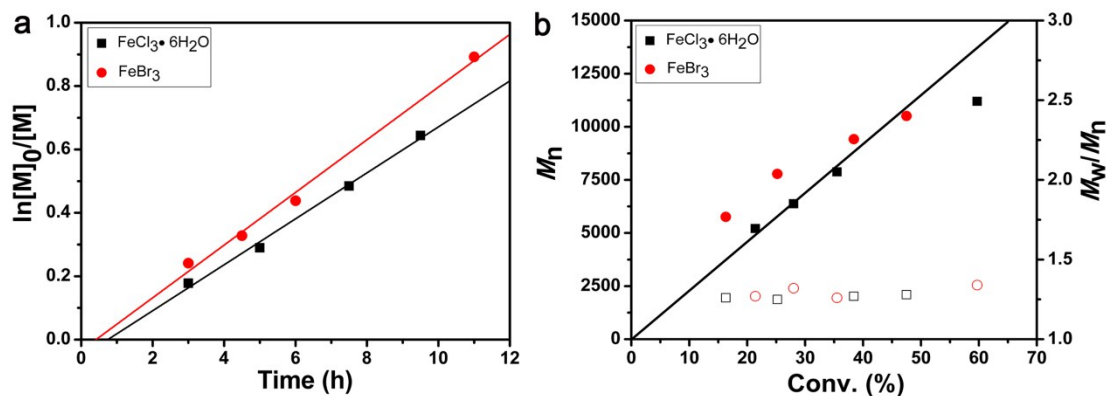 a
FeCl3• 6H2O
FeBr3
ln[M]0/[M]
1.0
0.8
0.6
0.4
0.2
0.0
0 2 4 6 8 10 12
Time (h)
b
FeCl3• 6H2O
FeBr3
Mn
15000
12500
10000
7500
5000
2500
0
0 10 20 30 40 50 60 70
Conv. (%)
3.0
2.5
2.0
1.5
1.0
Mw/Mn